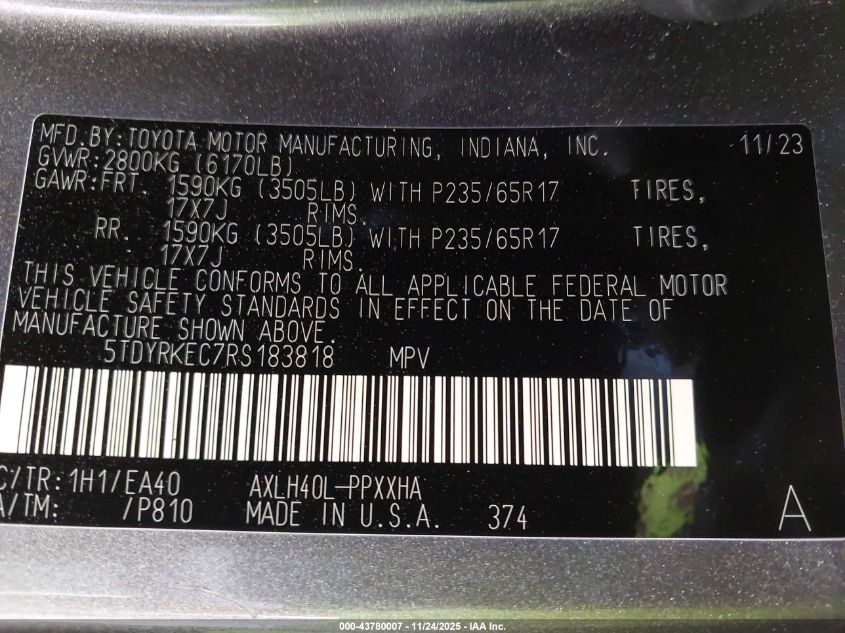 MFD. BY: TOYOTA MOTOR MANUFACTURING, INDIANA, INC. 11/23
GVWR: 2800KG (6170LB)
GAWR: FRT. 1590KG (3505LB) WITH P235/65R17 TIRES,
17X7J RIMS.
RR. 1590KG (3505LB) WITH P235/65R17 TIRES,
17X7J RIMS.
THIS VEHICLE CONFORMS TO ALL APPLICABLE FEDERAL MOTOR
VEHICLE SAFETY STANDARDS IN EFFECT ON THE DATE OF
MANUFACTURE SHOWN ABOVE.
5TDYRKEC7RS183818 MPV
C/TR: 1H1/EA40 AXLH40L-PPXXHA
A/TM: /P810 MADE IN U.S.A. 374 A
000-43780007 - 11/24/2025 - IAA Inc.